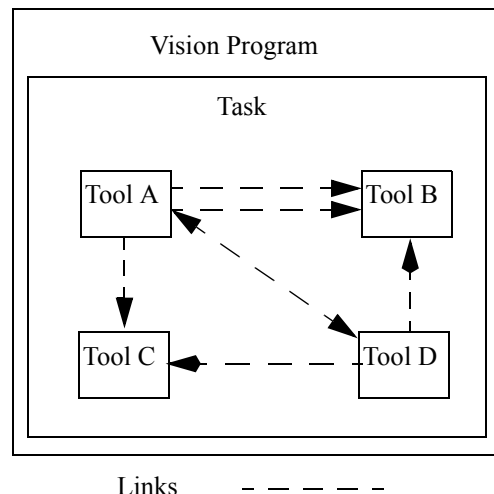 Vision Program
Task
Tool A
Tool B
Tool C
Tool D
Links